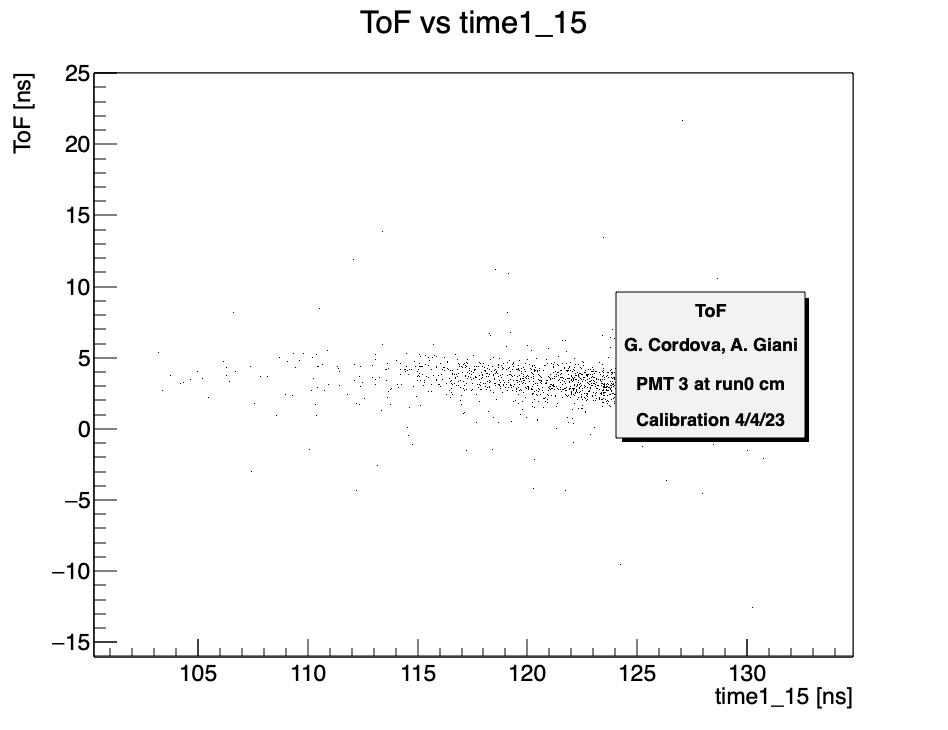 ToF vs time1_15
ToF [ns]
25
20
15
10
5
0
−5
−10
−15
ToF
G. Cordova, A. Giani
PMT 3 at run0 cm
Calibration 4/4/23
105 110 115 120 125 130
time1_15 [ns]